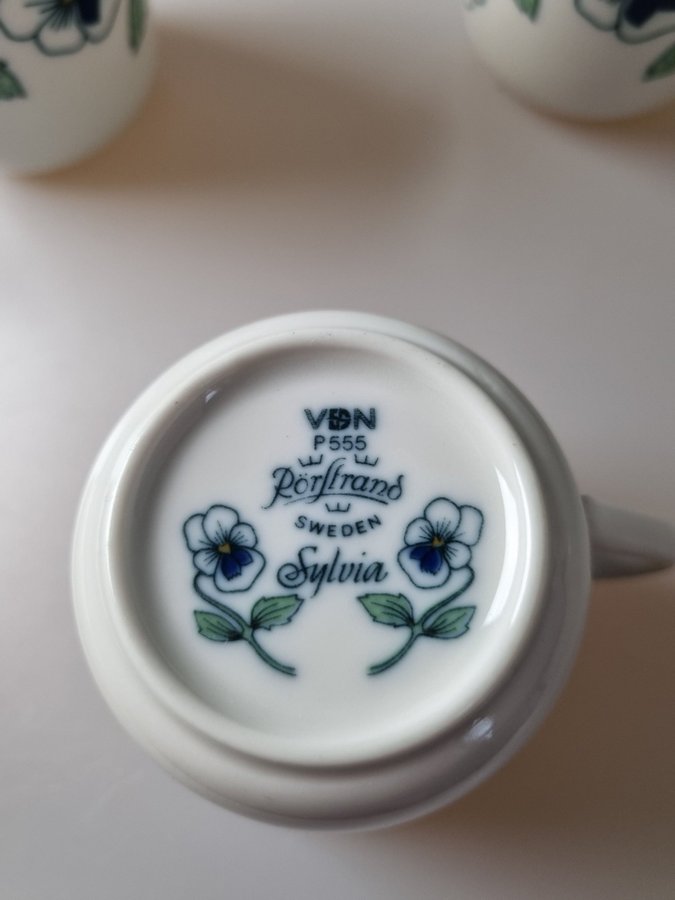 VDN
P555
Rörstrand
SWEDEN
Sylvia